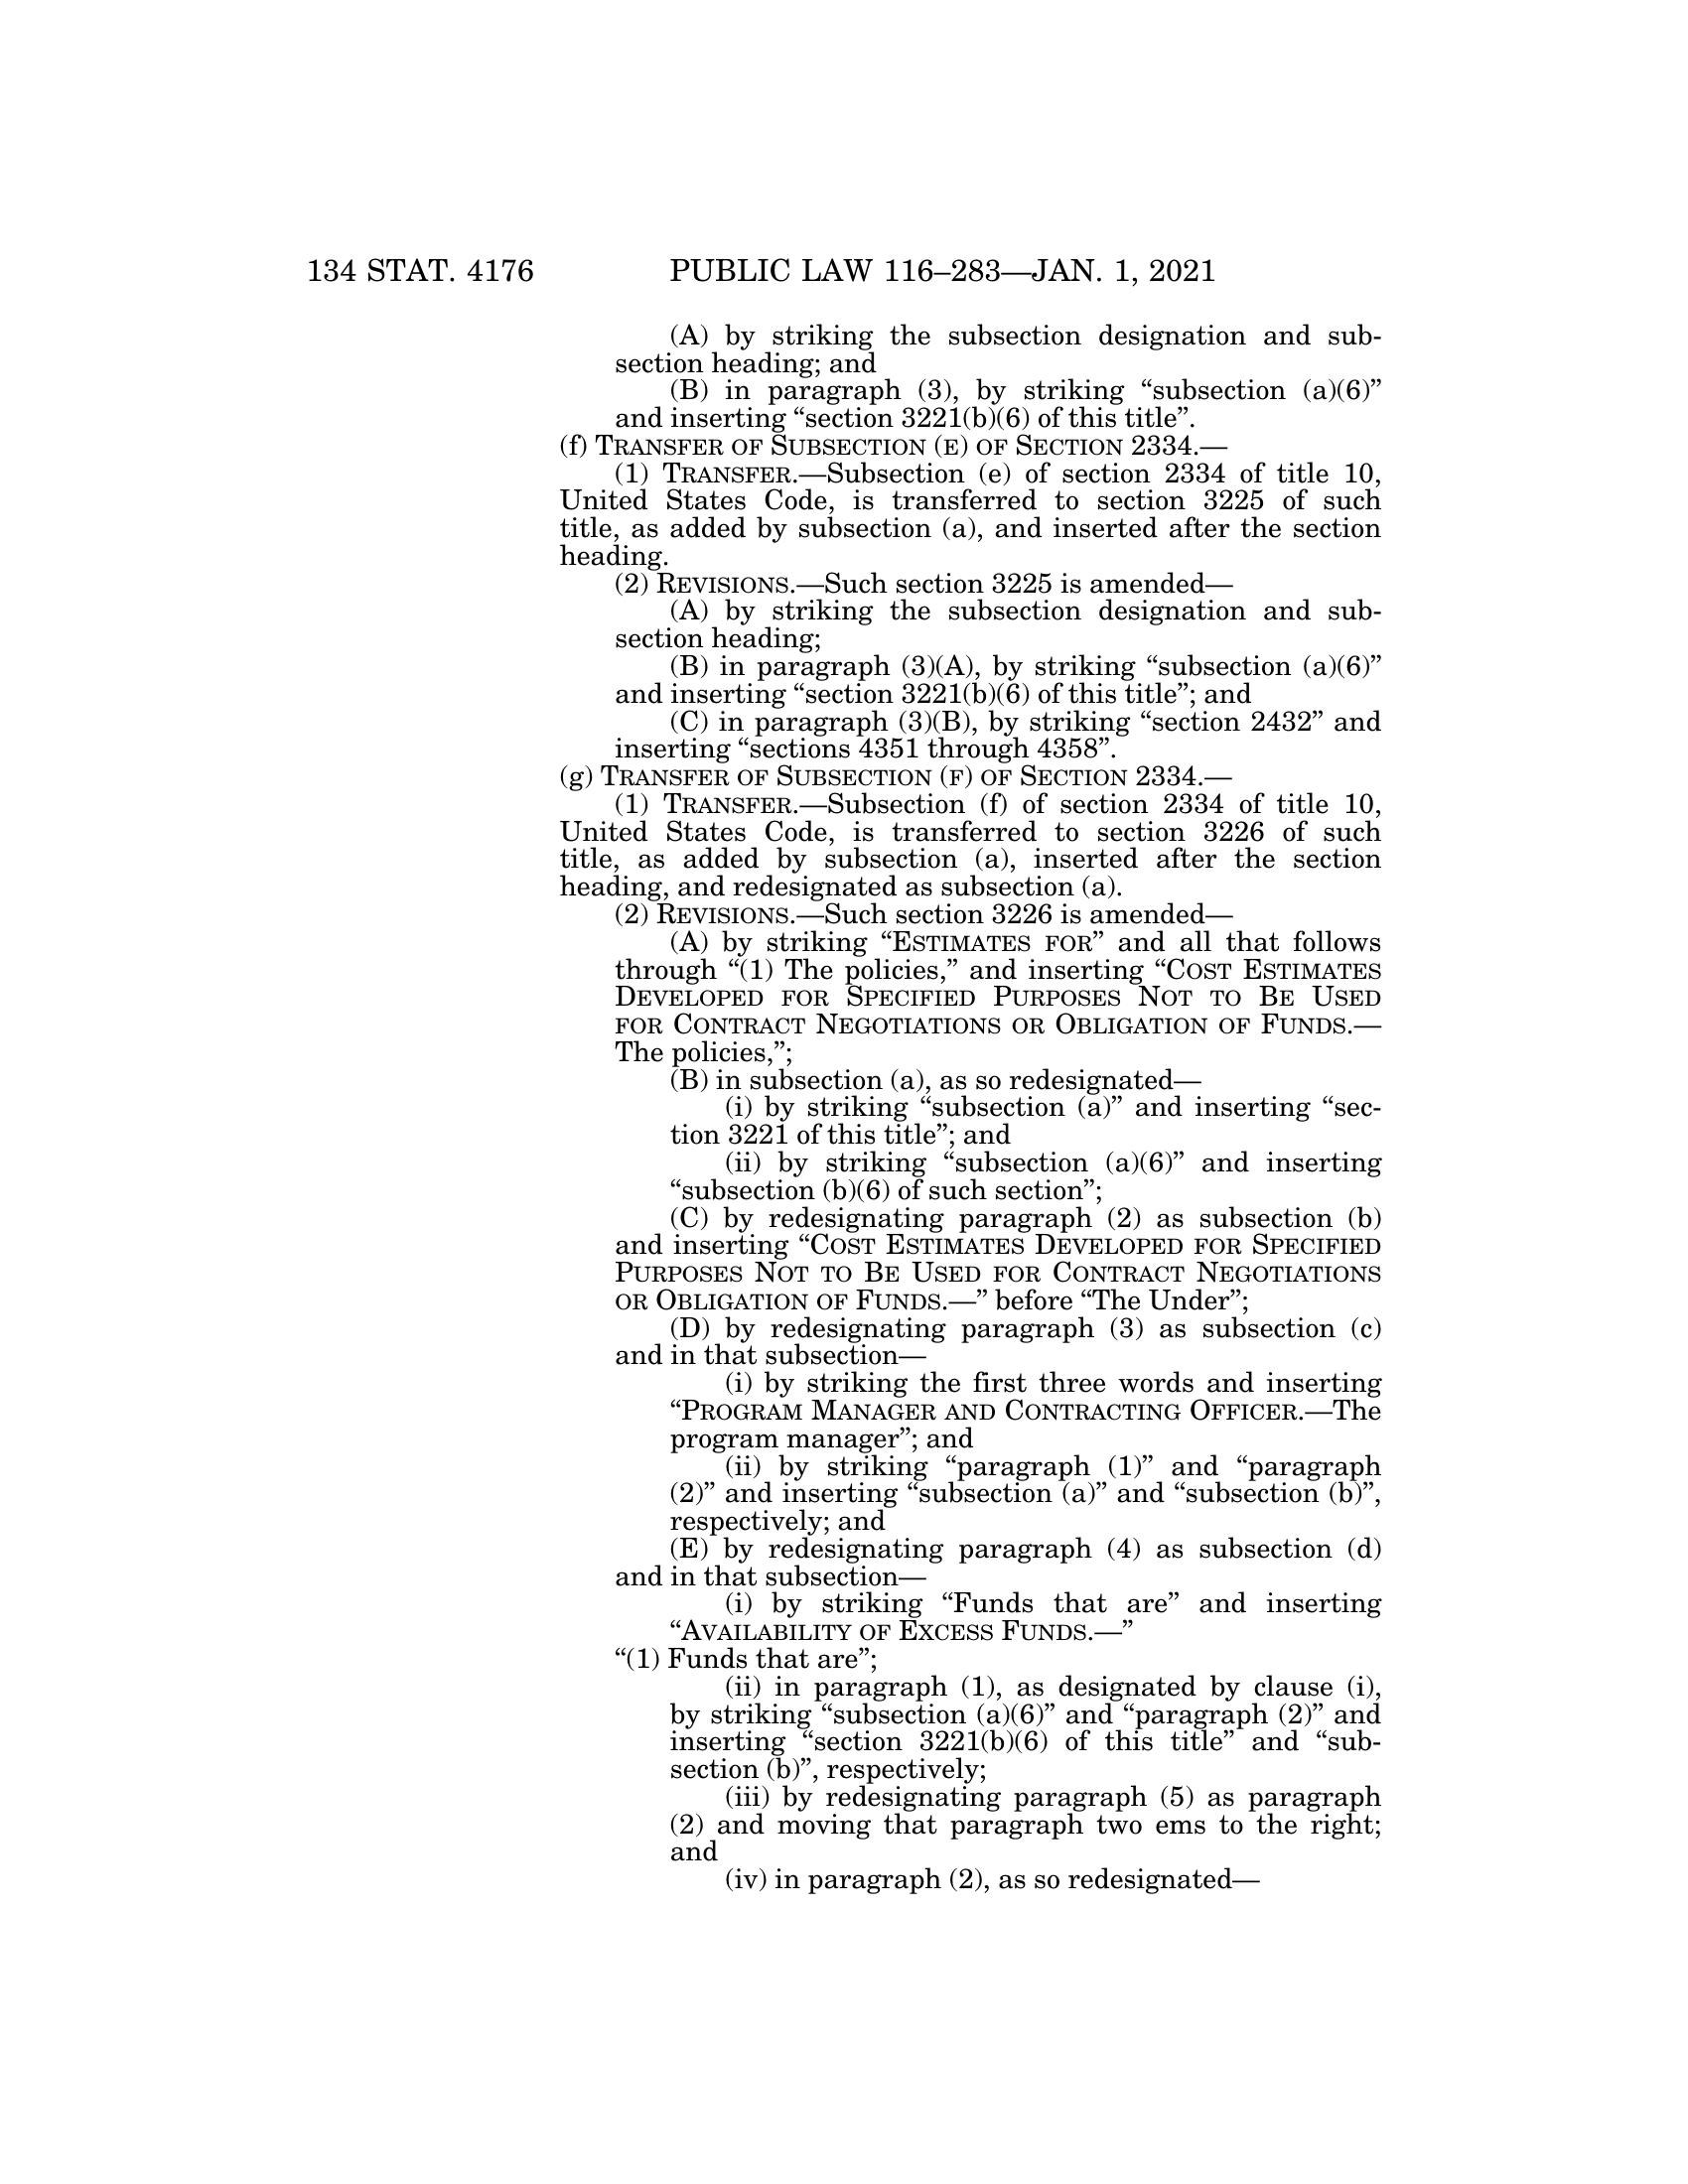 134 STAT. 4176 PUBLIC LAW 116–283—JAN. 1, 2021
(A) by striking the subsection designation and sub-
section heading; and
(B) in paragraph (3), by striking “subsection (a)(6)”
and inserting “section 3221(b)(6) of this title”.
(f) TRANSFER OF SUBSECTION (E) OF SECTION 2334.—
(1) TRANSFER.—Subsection (e) of section 2334 of title 10,
United States Code, is transferred to section 3225 of such
title, as added by subsection (a), and inserted after the section
heading.
(2) REVISIONS.—Such section 3225 is amended—
(A) by striking the subsection designation and sub-
section heading;
(B) in paragraph (3)(A), by striking “subsection (a)(6)”
and inserting “section 3221(b)(6) of this title”; and
(C) in paragraph (3)(B), by striking “section 2432” and
inserting “sections 4351 through 4358”.
(g) TRANSFER OF SUBSECTION (F) OF SECTION 2334.—
(1) TRANSFER.—Subsection (f) of section 2334 of title 10,
United States Code, is transferred to section 3226 of such
title, as added by subsection (a), inserted after the section
heading, and redesignated as subsection (a).
(2) REVISIONS.—Such section 3226 is amended—
(A) by striking “ESTIMATES FOR” and all that follows
through “(1) The policies,” and inserting “COST ESTIMATES
DEVELOPED FOR SPECIFIED PURPOSES NOT TO BE USED
FOR CONTRACT NEGOTIATIONS OR OBLIGATION OF FUNDS.—
The policies,”;
(B) in subsection (a), as so redesignated—
(i) by striking “subsection (a)” and inserting “sec-
tion 3221 of this title”; and
(ii) by striking “subsection (a)(6)” and inserting
“subsection (b)(6) of such section”;
(C) by redesignating paragraph (2) as subsection (b)
and inserting “COST ESTIMATES DEVELOPED FOR SPECIFIED
PURPOSES NOT TO BE USED FOR CONTRACT NEGOTIATIONS
OR OBLIGATION OF FUNDS.—” before “The Under”;
(D) by redesignating paragraph (3) as subsection (c)
and in that subsection—
(i) by striking the first three words and inserting
“PROGRAM MANAGER AND CONTRACTING OFFICER.—The
program manager”; and
(ii) by striking “paragraph (1)” and “paragraph
(2)” and inserting “subsection (a)” and “subsection (b)”,
respectively; and
(E) by redesignating paragraph (4) as subsection (d)
and in that subsection—
(i) by striking “Funds that are” and inserting
“AVAILABILITY OF EXCESS FUNDS.—”
“(1) Funds that are”;
(ii) in paragraph (1), as designated by clause (i),
by striking “subsection (a)(6)” and “paragraph (2)” and
inserting “section 3221(b)(6) of this title” and “sub-
section (b)”, respectively;
(iii) by redesignating paragraph (5) as paragraph
(2) and moving that paragraph two ems to the right;
and
(iv) in paragraph (2), as so redesignated—